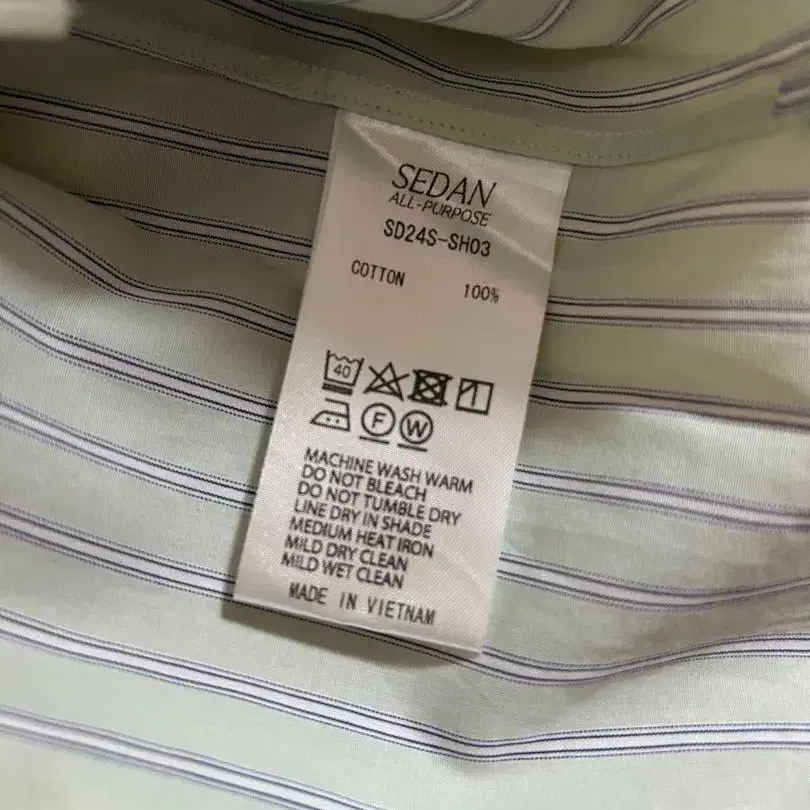 SEDAN
ALL-PURPOSE
SD24S-SH03
COTTON 100%
40
F W
MACHINE WASH WARM
DO NOT BLEACH
DO NOT TUMBLE DRY
LINE DRY IN SHADE
MEDIUM HEAT IRON
MILD DRY CLEAN
MILD WET CLEAN
MADE IN VIETNAM